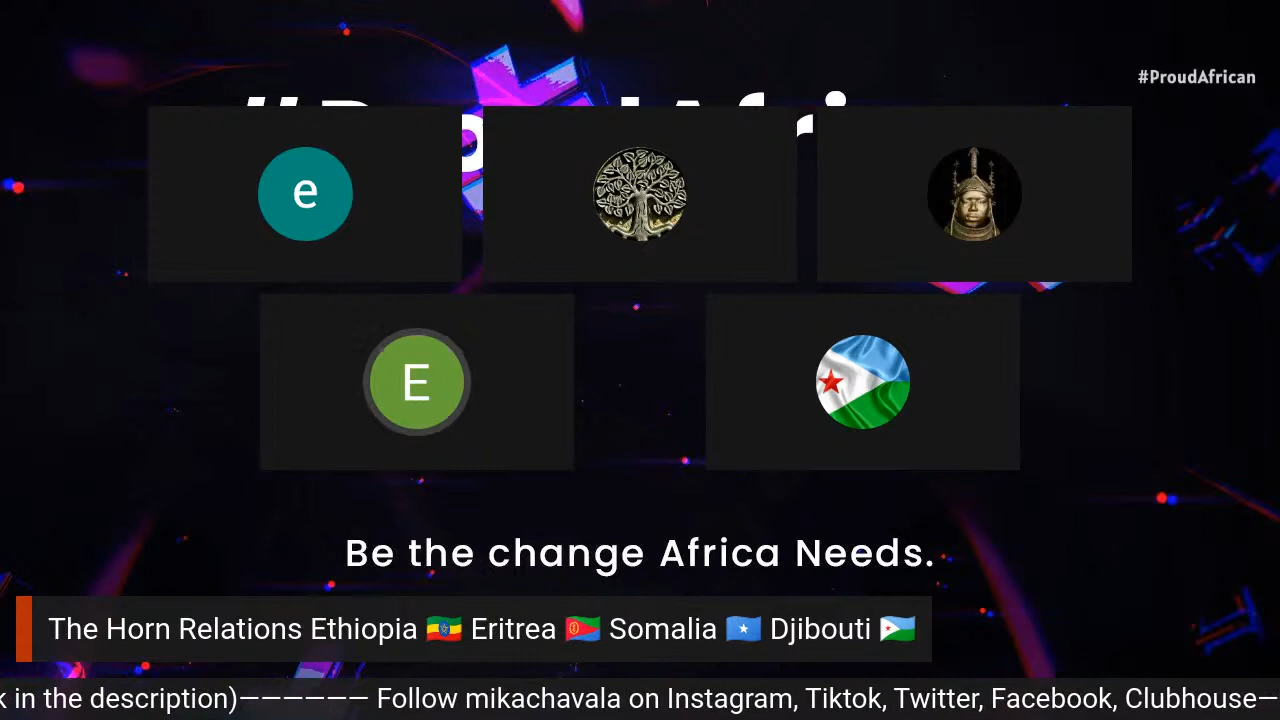 #ProudAfrican
e
E
Be the change Africa Needs.
The Horn Relations Ethiopia 🇪🇹 Eritrea 🇪🇷 Somalia 🇸🇴 Djibouti 🇩🇯
in the description)—————— Follow mikachavala on Instagram, Tiktok, Twitter, Facebook, Clubhouse—